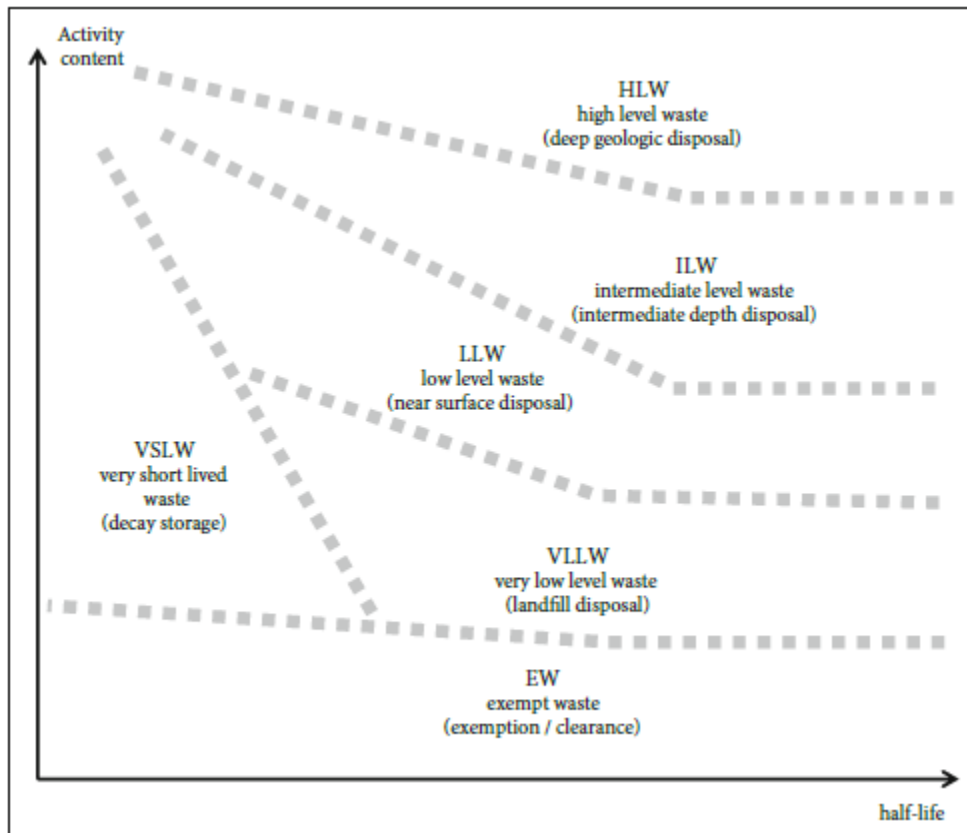 Activity
content
HLW
high level waste
(deep geologic disposal)
ILW
intermediate level waste
(intermediate depth disposal)
LLW
low level waste
(near surface disposal)
VSLW
very short lived
waste
(decay storage)
VLLW
very low level waste
(landfill disposal)
EW
exempt waste
(exemption / clearance)
half-life